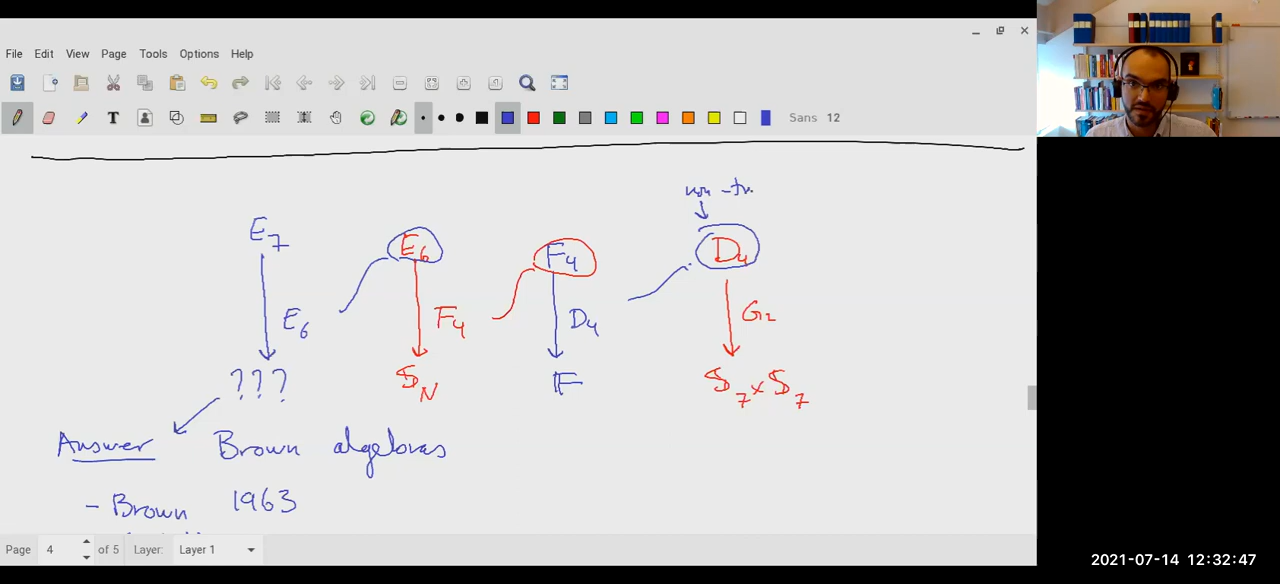 File Edit View Page Tools Options Help
Sans 12
non-tr.
E₇ E₆ F₄ D₄
E₆ F₄ D₄ G₂
??? 𝕊_N 𝔽 𝕊₇ × 𝕊₇
Answer Brown algebras
- Brown 1963
Page 4 of 5 Layer: Layer 1
2021-07-14 12:32:47